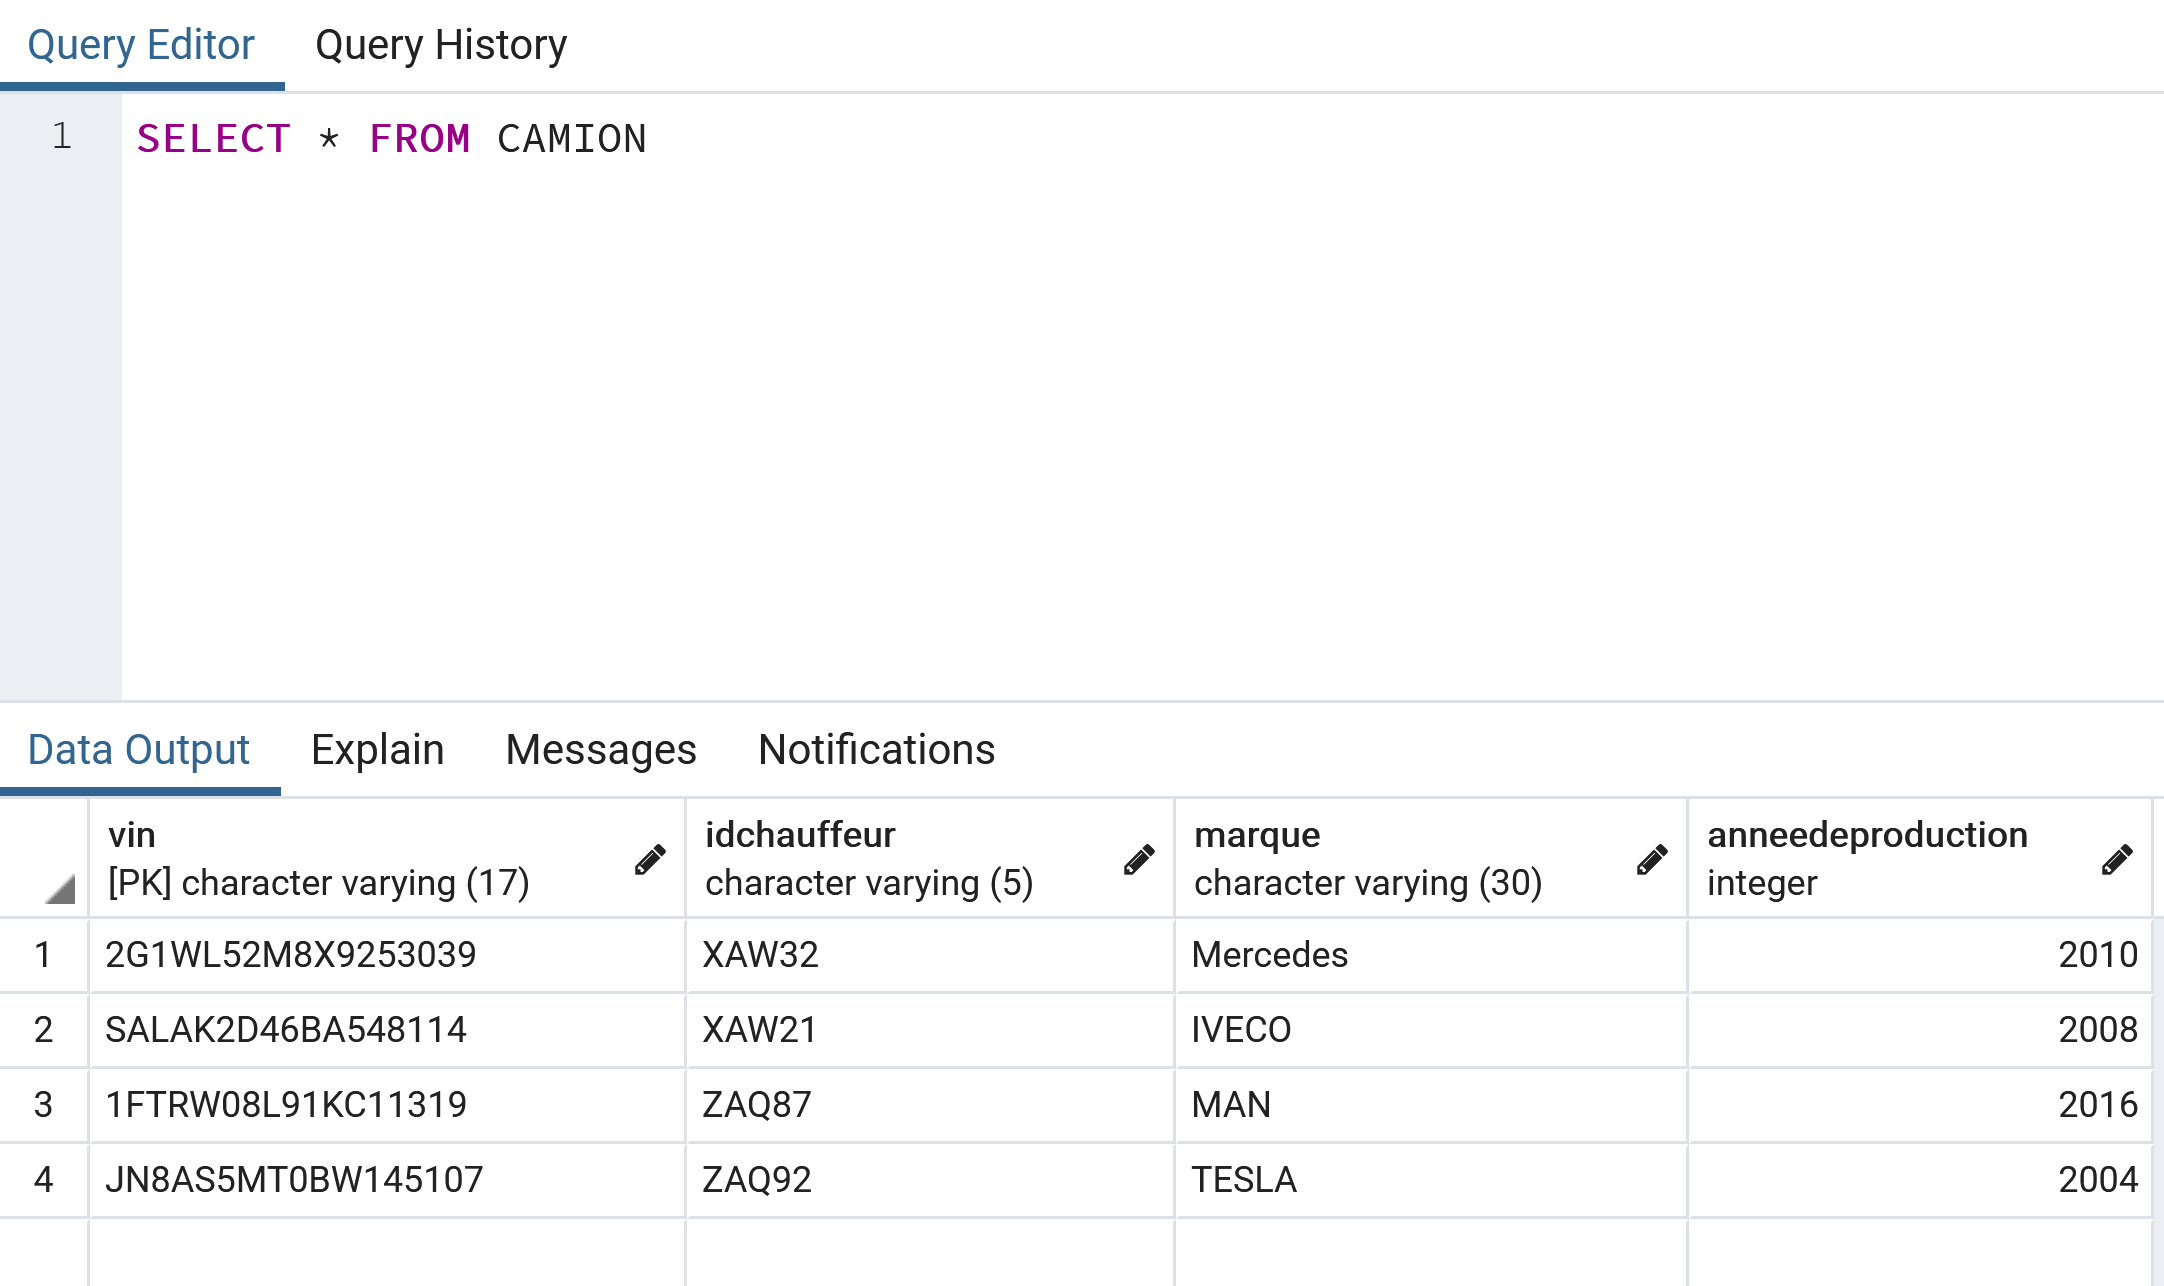 Query Editor Query History
1 SELECT * FROM CAMION
Data Output Explain Messages Notifications
vin idchauffeur marque anneedeproduction
[PK] character varying (17) character varying (5) character varying (30) integer
1 2G1WL52M8X9253039 XAW32 Mercedes 2010
2 SALAK2D46BA548114 XAW21 IVECO 2008
3 1FTRW08L91KC11319 ZAQ87 MAN 2016
4 JN8AS5MT0BW145107 ZAQ92 TESLA 2004